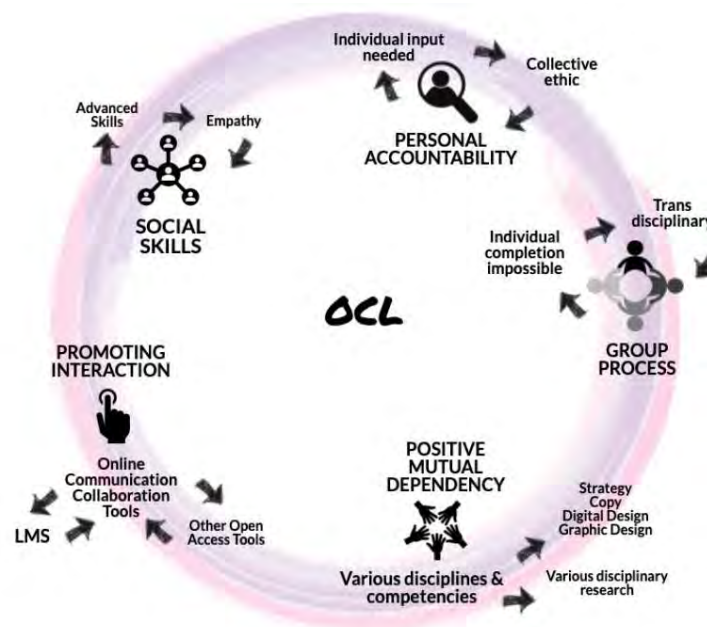 Individual input
needed
Collective
ethic
PERSONAL
ACCOUNTABILITY
Advanced
Skills
Empathy
SOCIAL
SKILLS
Trans
disciplinary
Individual
completion
impossible
GROUP
PROCESS
OCL
PROMOTING
INTERACTION
Online
Communication
Collaboration
Tools
LMS
Other Open
Access Tools
POSITIVE
MUTUAL
DEPENDENCY
Various disciplines &
competencies
Strategy
Copy
Digital Design
Graphic Design
Various disciplinary
research